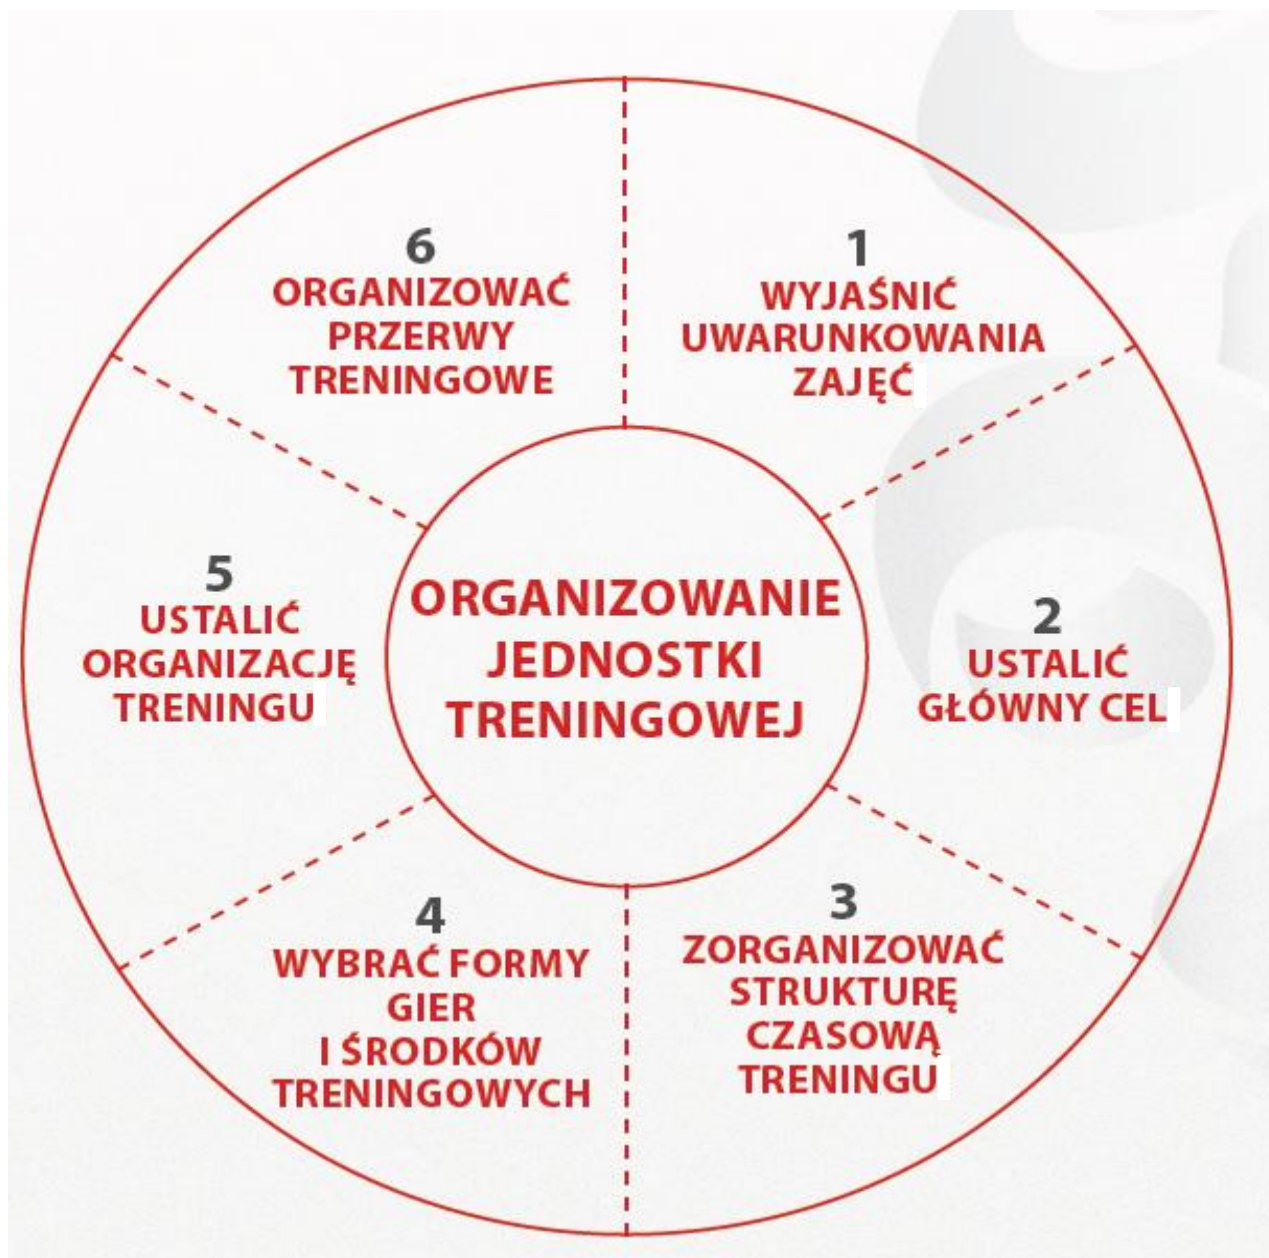 ORGANIZOWANIE
JEDNOSTKI
TRENINGOWEJ
1
WYJAŚNIĆ
UWARUNKOWANIA
ZAJĘĆ
2
USTALIĆ
GŁÓWNY CEL
3
ZORGANIZOWAĆ
STRUKTURĘ
CZASOWĄ
TRENINGU
4
WYBRAĆ FORMY
GIER
I ŚRODKÓW
TRENINGOWYCH
5
USTALIĆ
ORGANIZACJĘ
TRENINGU
6
ORGANIZOWAĆ
PRZERWY
TRENINGOWE